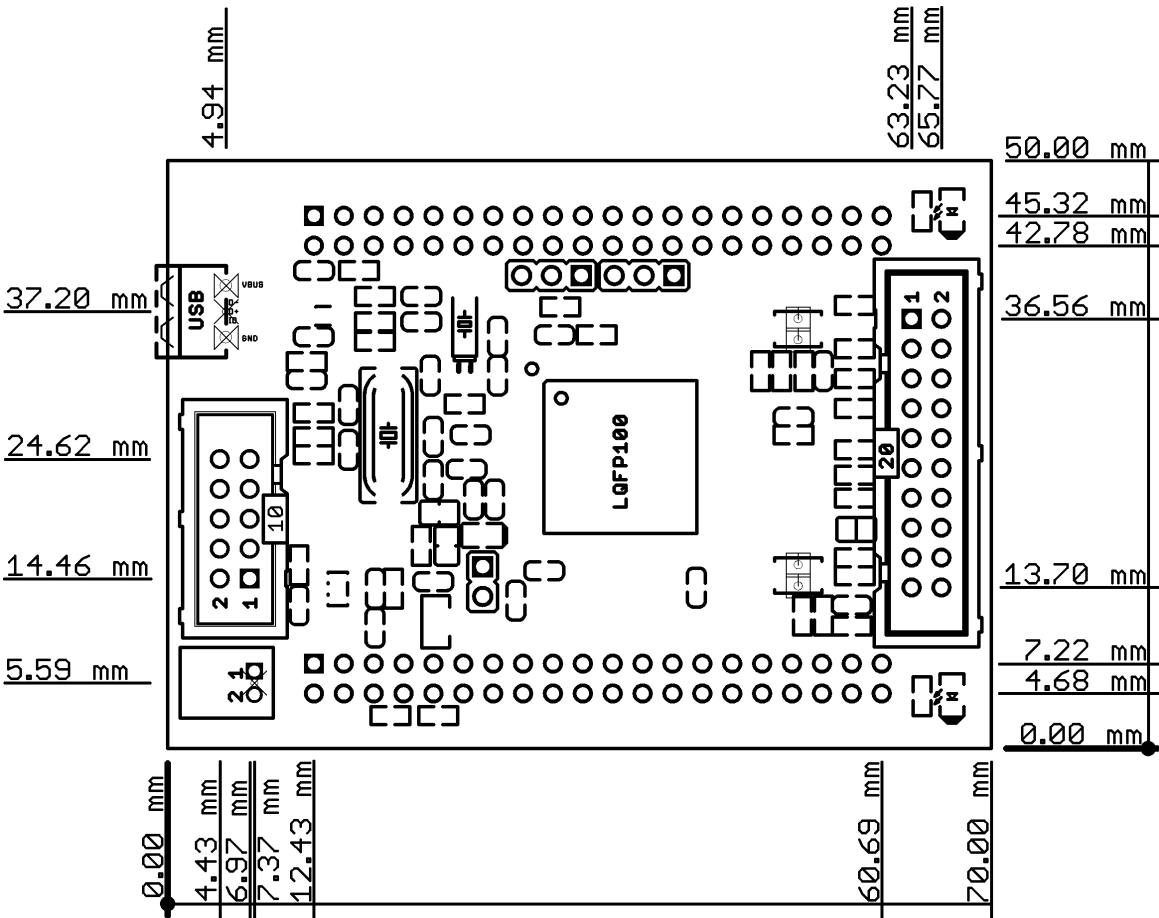 4.94 mm
63.23 mm
65.77 mm
50.00 mm
45.32 mm
42.78 mm
37.20 mm
USB
VBUS
D+
GND
1 2
36.56 mm
24.62 mm
LQFP100
20
10
14.46 mm
2 1
13.70 mm
5.59 mm
2 1
7.22 mm
4.68 mm
0.00 mm
0.00 mm
4.43 mm
6.97 mm
7.37 mm
12.43 mm
60.69 mm
70.00 mm